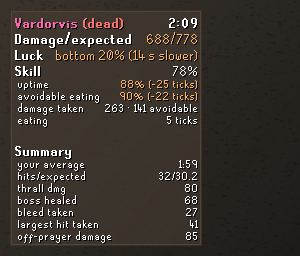 Vardorvis (dead) 2:09
Damage/expected 688/778
Luck bottom 20% (14 s slower)
Skill 78%
uptime 88% (-25 ticks)
avoidable eating 90% (-22 ticks)
damage taken 263 · 141 avoidable
eating 5 ticks
Summary
your average 1:59
hits/expected 32/30.2
thrall dmg 80
boss healed 68
bleed taken 27
largest hit taken 41
off-prayer damage 85